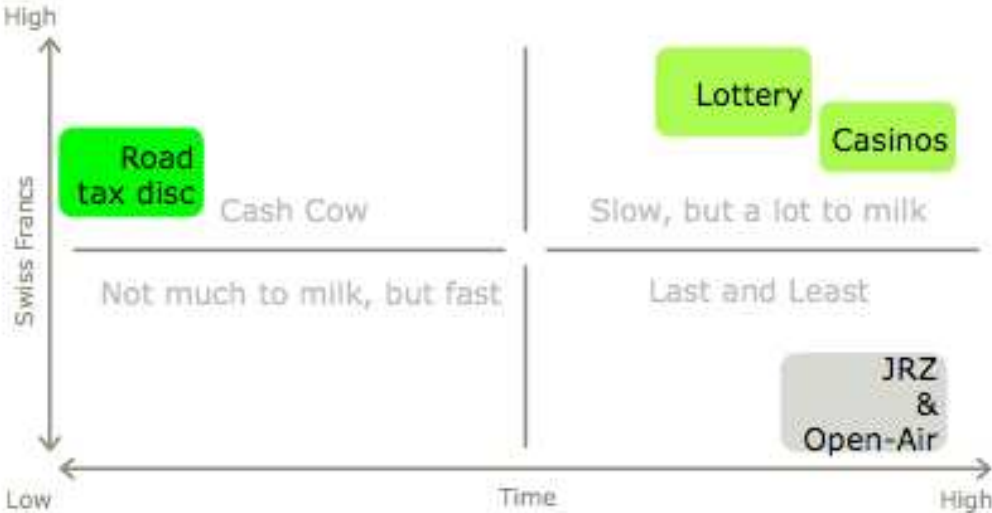 High
Lottery
Casinos
Road
tax disc
Cash Cow
Slow, but a lot to milk
Swiss Francs
Not much to milk, but fast
Last and Least
JRZ
&
Open-Air
Low
Time
High